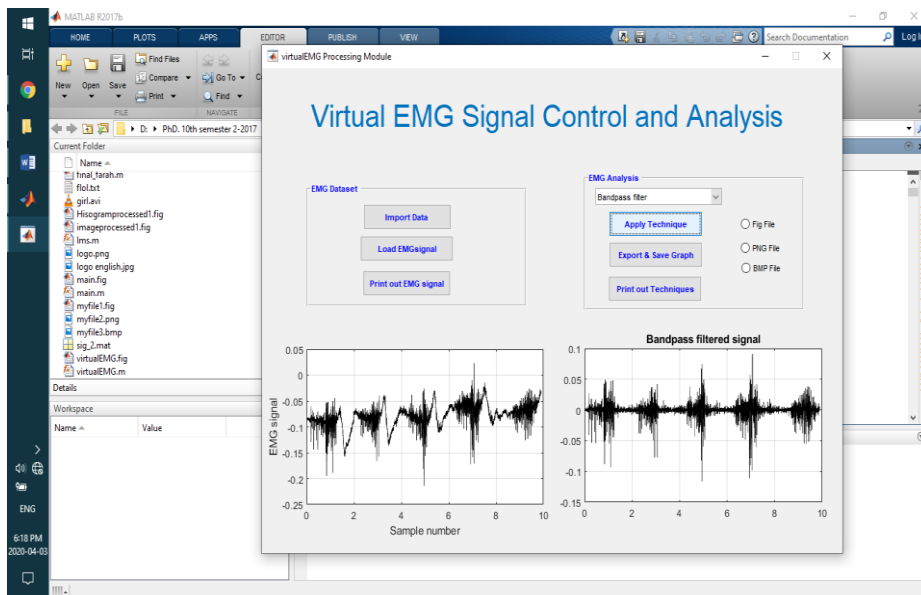 MATLAB R2017b
HOME PLOTS APPS EDITOR PUBLISH VIEW
Search Documentation
Log In
New
Open
Save
Find Files
Compare
Print
Go To
Find
FILE
NAVIGATE
D: PhD. 10th semester 2-2017
Current Folder
Name
final_farah.m
flol.txt
girl.avi
Hisogramprocessed1.fig
imageprocessed1.fig
lms.m
logo.png
logo english.jpg
main.fig
main.m
myfile1.fig
myfile2.png
myfile3.bmp
sig_2.mat
virtualEMG.fig
virtualEMG.m
Details
Workspace
Name Value
virtualEMG Processing Module
Virtual EMG Signal Control and Analysis
EMG Dataset
Import Data
Load EMGsignal
Print out EMG signal
EMG Analysis
Bandpass filter
Apply Technique
Export & Save Graph
Print out Techniques
Fig File
PNG File
BMP File
0.05
0
-0.05
-0.1
-0.15
-0.2
-0.25
EMG signal
0 2 4 6 8 10
Sample number
Bandpass filtered signal
0.1
0.05
0
-0.05
-0.1
-0.15
0 2 4 6 8 10
ENG
6:18 PM
2020-04-03